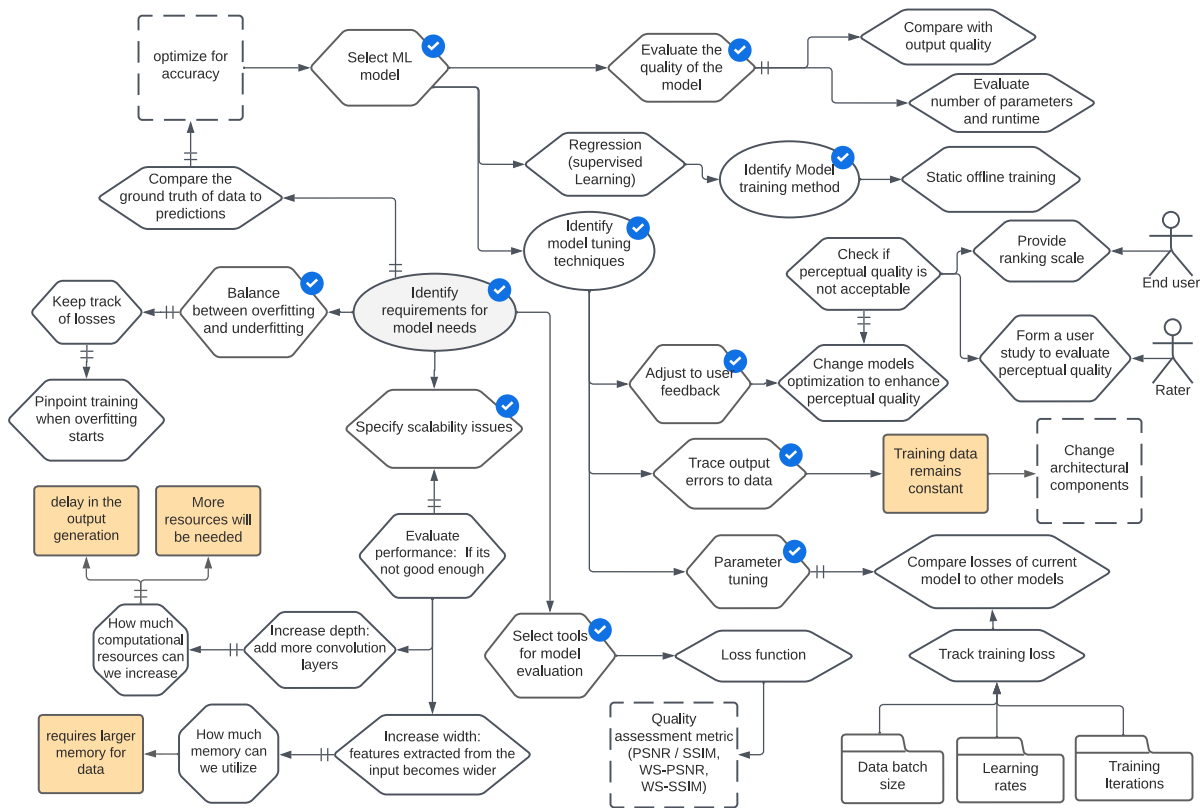 optimize for
accuracy
Select ML
model
Evaluate the
quality of the
model
Compare with
output quality
Evaluate
number of parameters
and runtime
Regression
(supervised
Learning)
Identify Model
training method
Static offline training
Compare the
ground truth of data to
predictions
Identify
model tuning
techniques
Check if
perceptual quality is
not acceptable
Provide
ranking scale
End user
Keep track
of losses
Balance
between overfitting
and underfitting
Identify
requirements for
model needs
Form a user
study to evaluate
perceptual quality
Rater
Pinpoint training
when overfitting
starts
Specify scalability issues
Adjust to user
feedback
Change models
optimization to enhance
perceptual quality
Trace output
errors to data
Training data
remains
constant
Change
architectural
components
delay in the
output
generation
More
resources will
be needed
Evaluate
performance:  If its
not good enough
Parameter
tuning
Compare losses of current
model to other models
How much
computational
resources can
we increase
Increase depth:
add more convolution
layers
Select tools
for model
evaluation
Loss function
Track training loss
requires larger
memory for
data
How much
memory can
we utilize
Increase width:
features extracted from the
input becomes wider
Quality
assessment metric
(PSNR / SSIM,
WS-PSNR,
WS-SSIM)
Data batch
size
Learning
rates
Training
Iterations